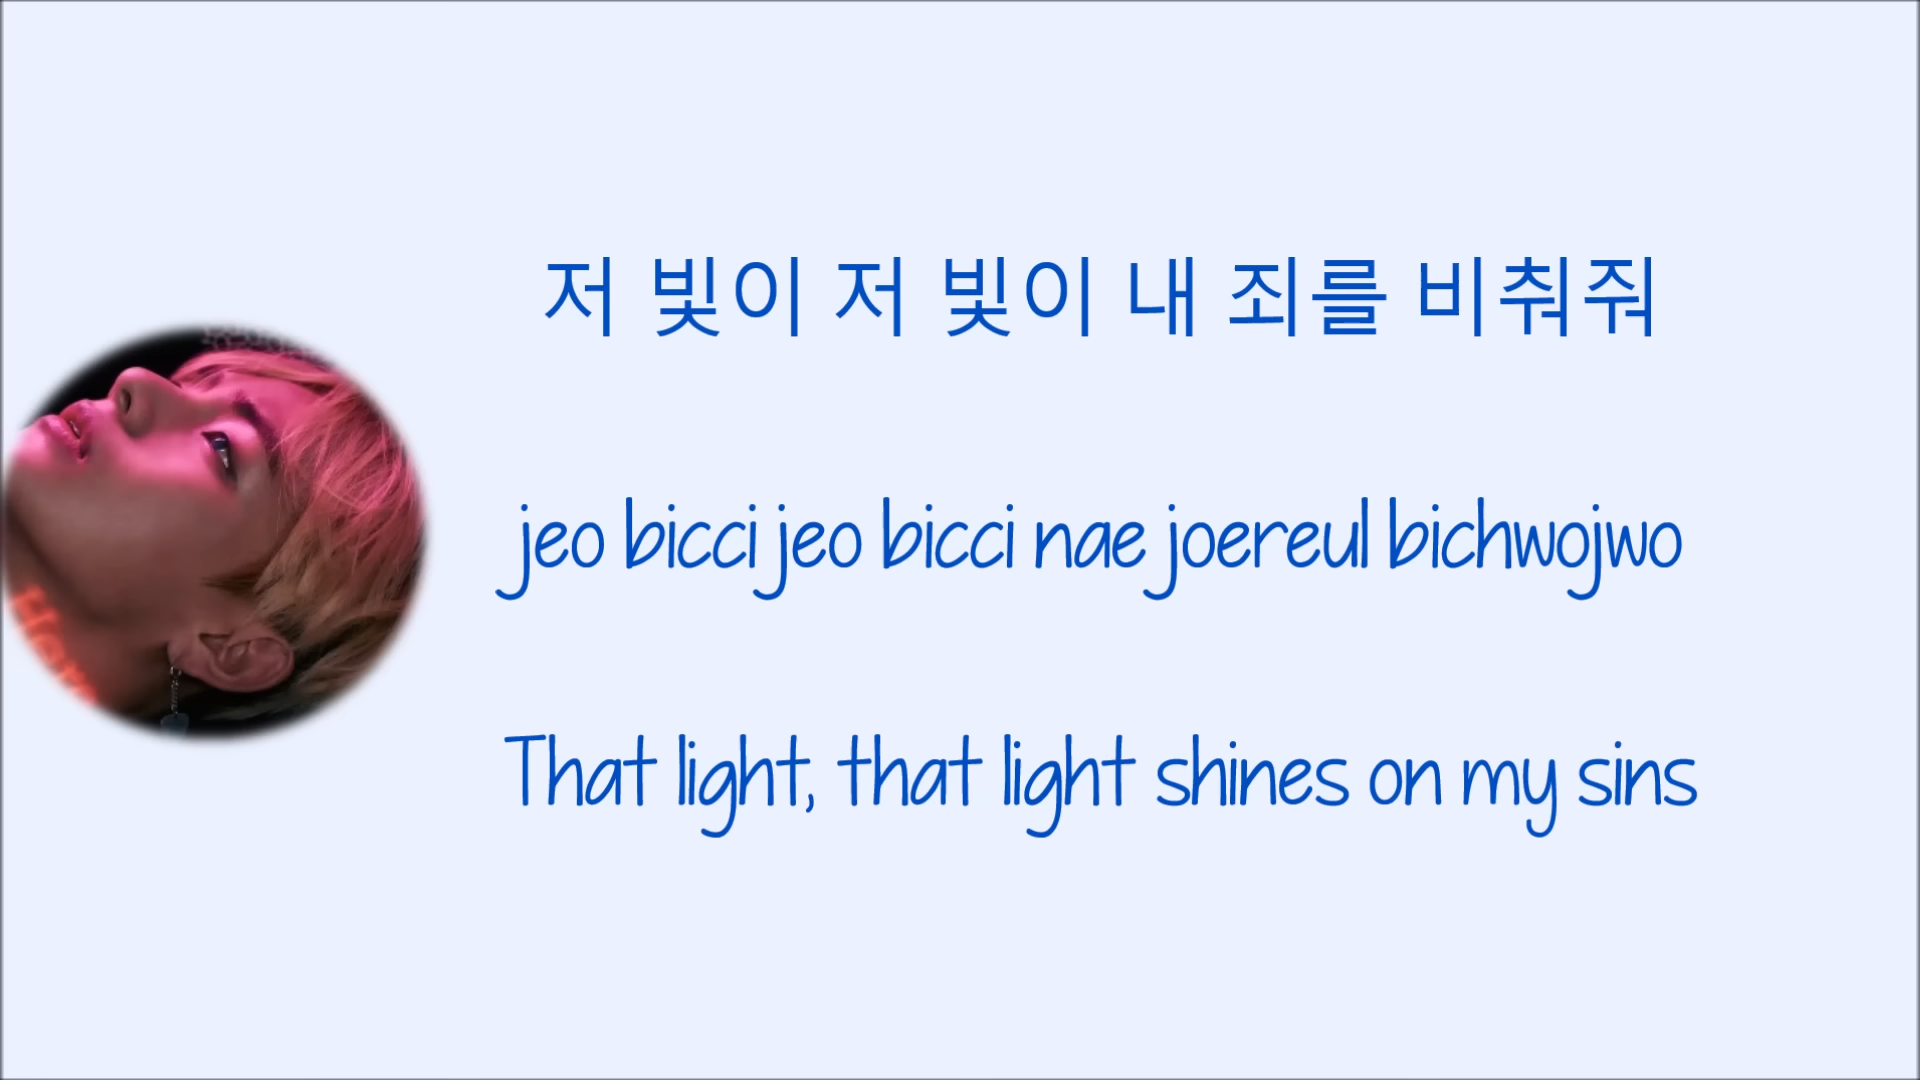 저 빛이 저 빛이 내 죄를 비춰줘
jeo bicci jeo bicci nae joereul bichwojwo
That light, that light shines on my sins